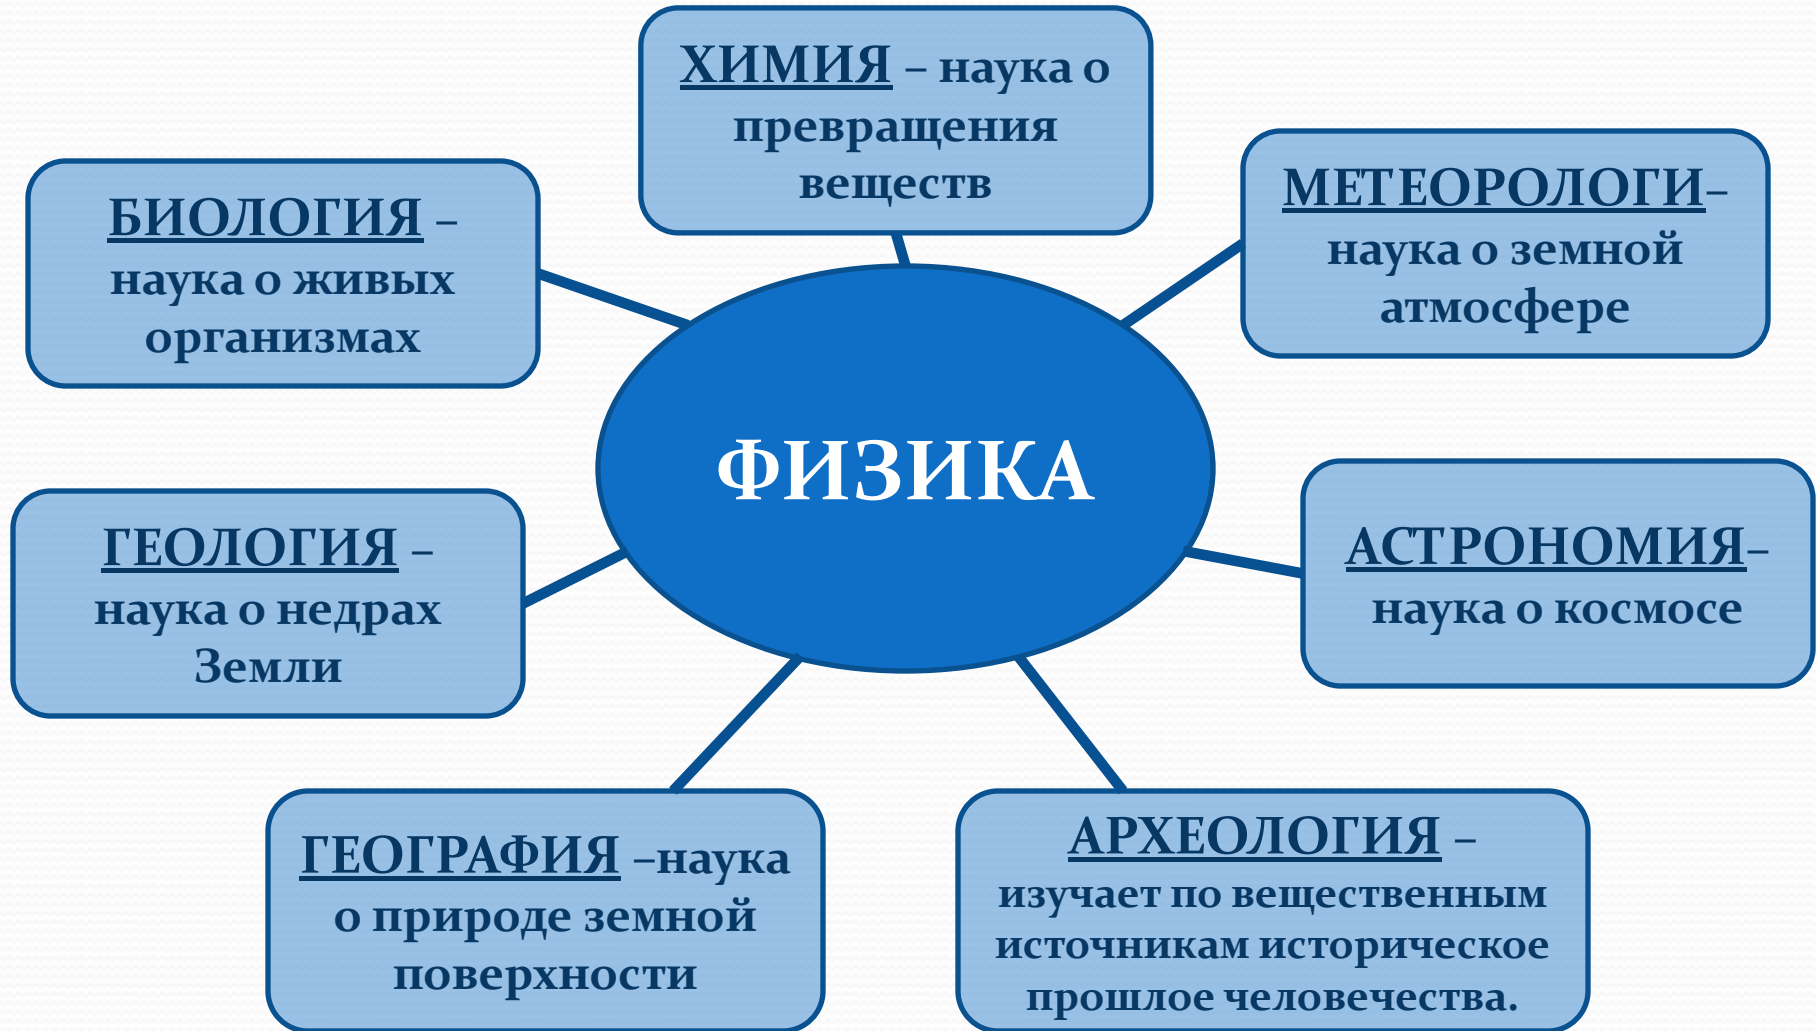 ХИМИЯ – наука о
превращения
веществ
МЕТЕОРОЛОГИ–
наука о земной
атмосфере
БИОЛОГИЯ –
наука о живых
организмах
ФИЗИКА
АСТРОНОМИЯ–
наука о космосе
ГЕОЛОГИЯ –
наука о недрах
Земли
ГЕОГРАФИЯ –наука
о природе земной
поверхности
АРХЕОЛОГИЯ –
изучает по вещественным
источникам историческое
прошлое человечества.